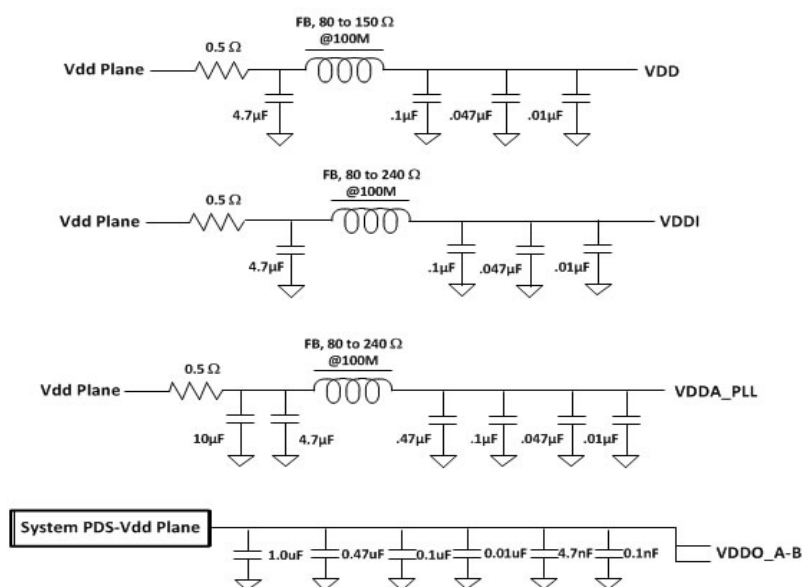 FB, 80 to 150 Ω
@100M
0.5 Ω
Vdd Plane
VDD
4.7µF
.1µF
.047µF
.01µF
FB, 80 to 240 Ω
@100M
0.5 Ω
Vdd Plane
VDDI
4.7µF
.1µF
.047µF
.01µF
FB, 80 to 240 Ω
@100M
0.5 Ω
Vdd Plane
VDDA_PLL
10µF
4.7µF
.47µF
.1µF
.047µF
.01µF
System PDS-Vdd Plane
1.0uF
0.47uF
0.1uF
0.01uF
4.7nF
0.1nF
VDDO_A-B